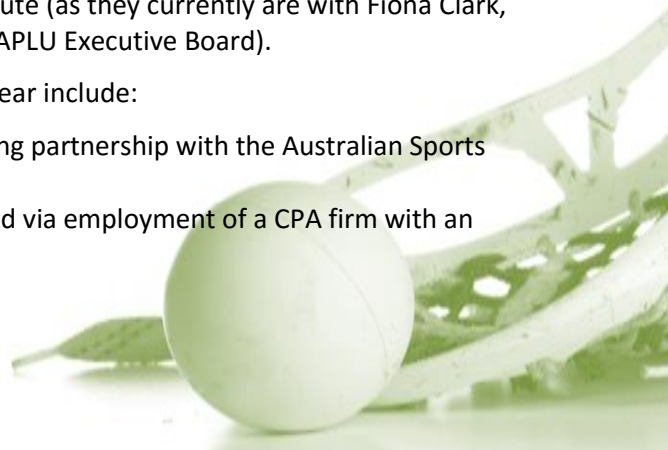 ute (as they currently are with Fiona Clark,
APLU Executive Board).
ear include:
ng partnership with the Australian Sports
d via employment of a CPA firm with an